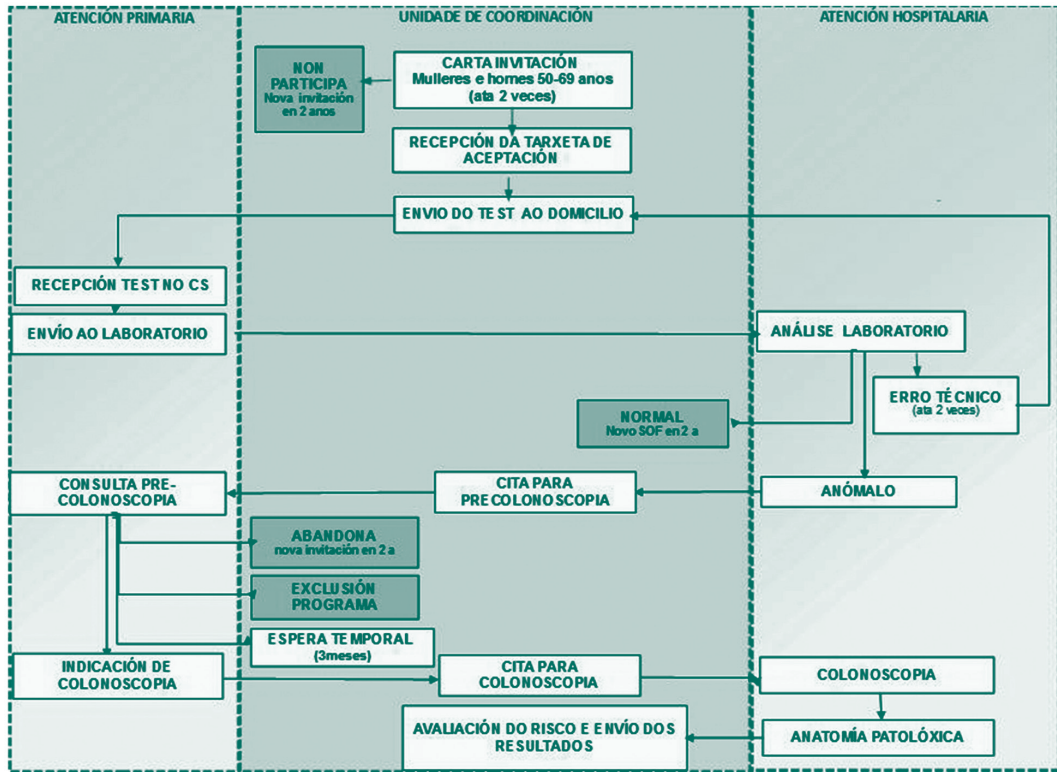 ATENCIÓN PRIMARIA
UNIDADE DE COORDINACIÓN
ATENCIÓN HOSPITALARIA
NON
PARTICIPA
Nova invitación
en 2 anos
CARTA INVITACIÓN
Mulleres e homes 50-69 anos
(ata 2 veces)
RECEPCIÓN DA TARXETA DE
ACEPTACIÓN
ENVIO DO TEST AO DOMICILIO
RECEPCIÓN TEST NO CS
ENVÍO AO LABORATORIO
ANÁLISE LABORATORIO
ERRO TÉCNICO
(ata 2 veces)
NORMAL
Novo SOF en 2 a
CONSULTA PRE-
COLONOSCOPIA
CITA PARA
PRECOLONOSCOPIA
ANÓMALO
ABANDONA
nova invitación en 2 a
EXCLUSIÓN
PROGRAMA
ESPERA TEMPORAL
(3meses)
INDICACIÓN DE
COLONOSCOPIA
CITA PARA
COLONOSCOPIA
COLONOSCOPIA
AVALIACIÓN DO RISCO E ENVÍO DOS
RESULTADOS
ANATOMÍA PATOLÓXICA